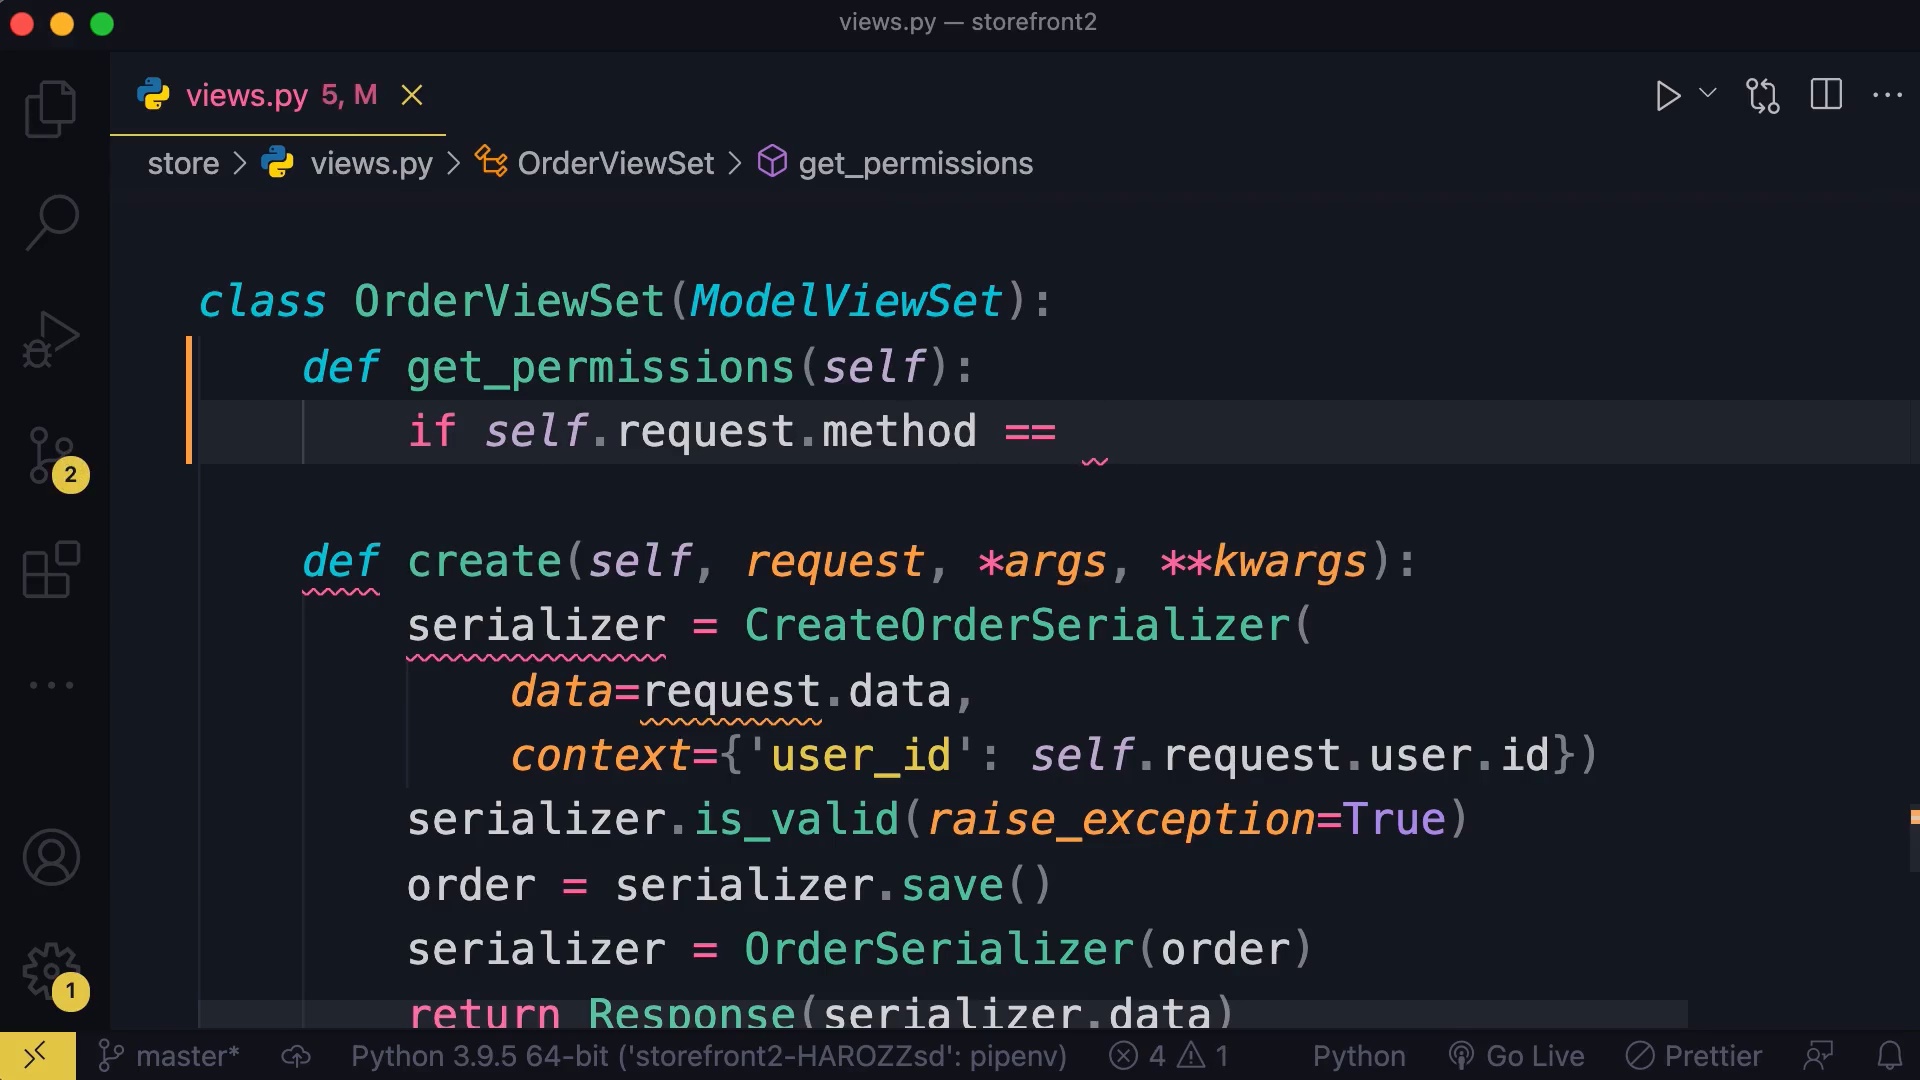 views.py — storefront2
views.py 5, M
store > views.py > OrderViewSet > get_permissions
class OrderViewSet(ModelViewSet):
def get_permissions(self):
if self.request.method ==
def create(self, request, *args, **kwargs):
serializer = CreateOrderSerializer(
data=request.data,
context={'user_id': self.request.user.id})
serializer.is_valid(raise_exception=True)
order = serializer.save()
serializer = OrderSerializer(order)
return Response(serializer.data)
2
1
master* Python 3.9.5 64-bit ('storefront2-HAROZZsd': pipenv) 4 1 Python Go Live Prettier